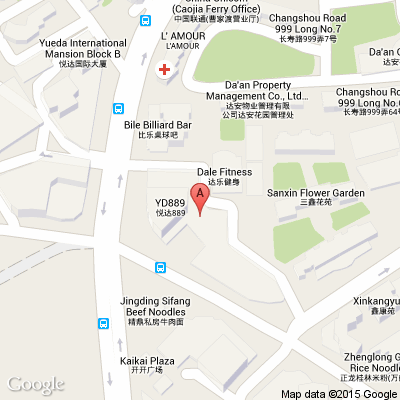 China Unicom
(Caojia Ferry Office)
中国联通(曹家渡营业厅)
L' AMOUR
L'AMOUR
Changshou Road
999 Long No.7
长寿路999弄7号
Yueda International
Mansion Block B
悦达国际大厦
Da'an
达安
Da'an Property
Management Co., Ltd...
达安物业管理有限
公司达安花园管理处
Changshou Road
999 Long No.6
长寿路999弄64号
Bile Billiard Bar
比乐桌球吧
Dale Fitness
达乐健身
Sanxin Flower Garden
三鑫花苑
A
YD889
悦达889
Jingding Sifang
Beef Noodles
精鼎私房牛肉面
Xinkangyu
鑫康苑
Kaikai Plaza
开开广场
Zhenglong G
Rice Noodle
正龙桂林米粉(万
Google
Map data ©2015 Google